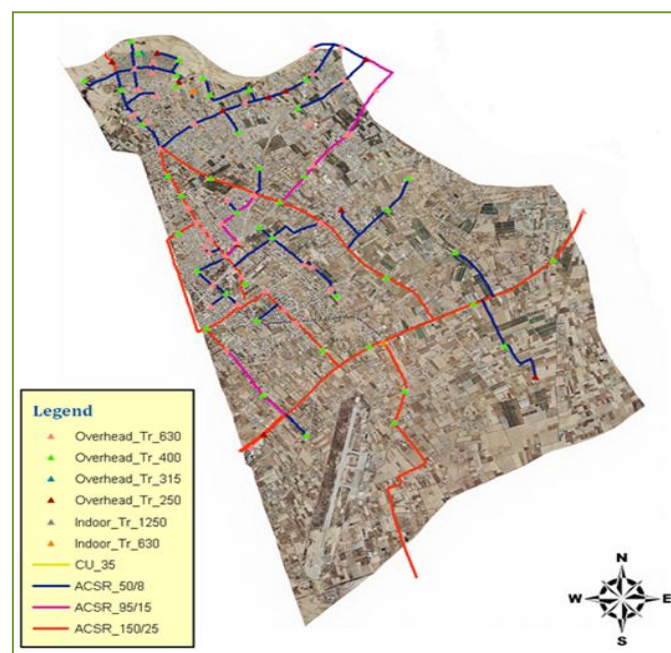 Legend
Overhead_Tr_630
Overhead_Tr_400
Overhead_Tr_315
Overhead_Tr_250
Indoor_Tr_1250
Indoor_Tr_630
CU_35
ACSR_50/8
ACSR_95/15
ACSR_150/25
N
W E
S